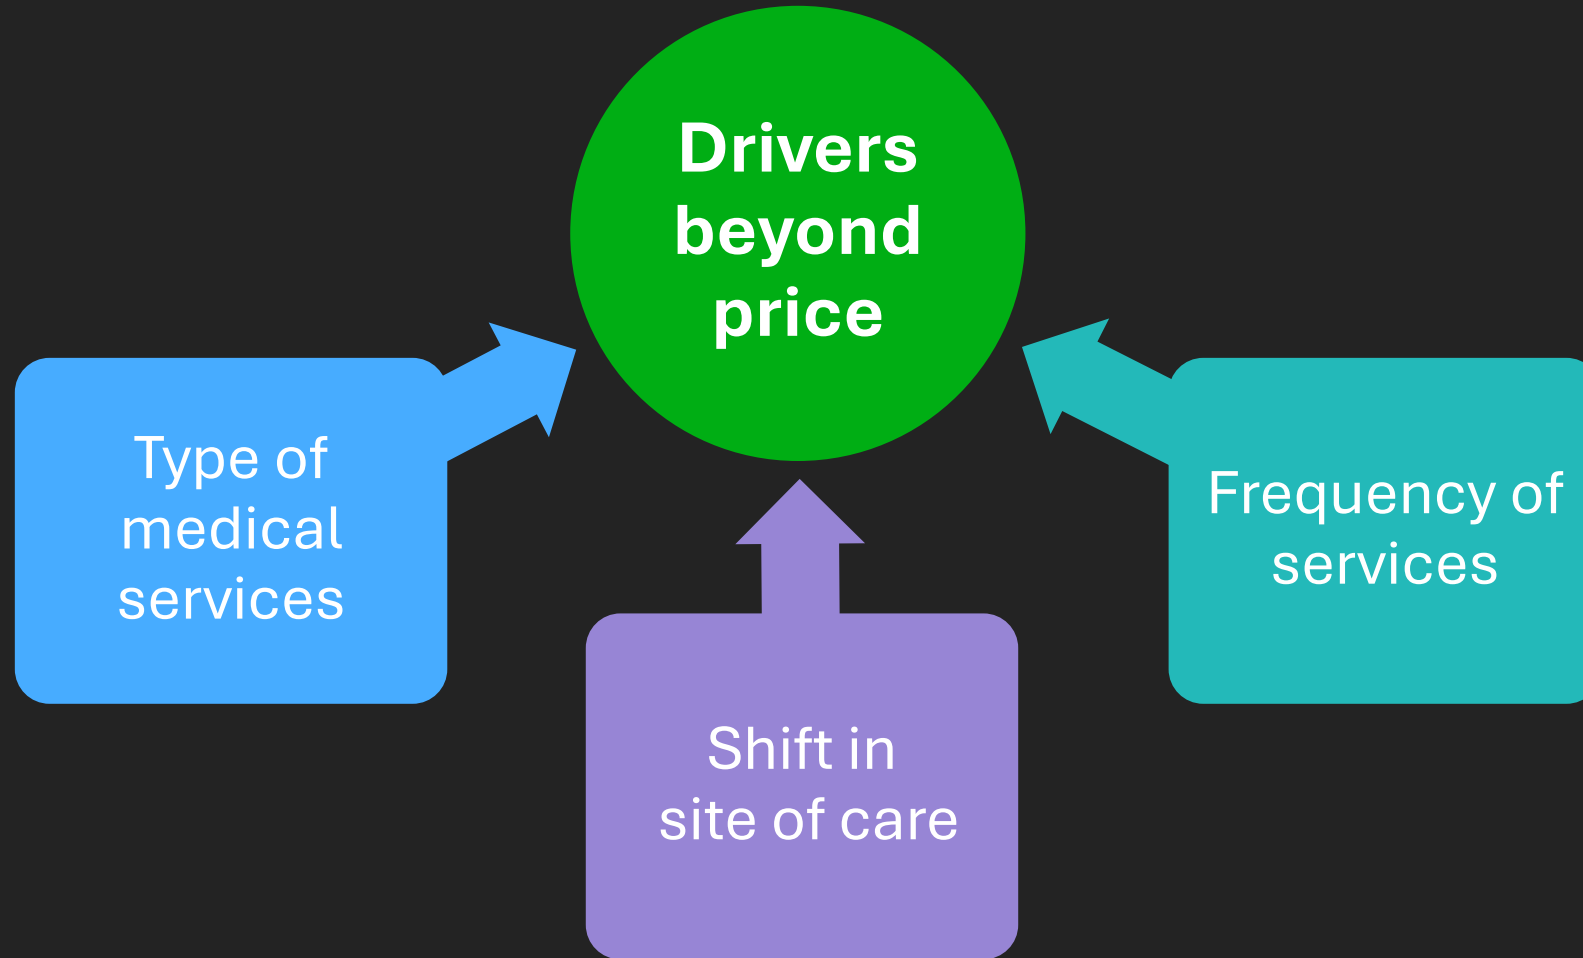 Drivers
beyond
price
Type of
medical
services
Frequency of
services
Shift in
site of care